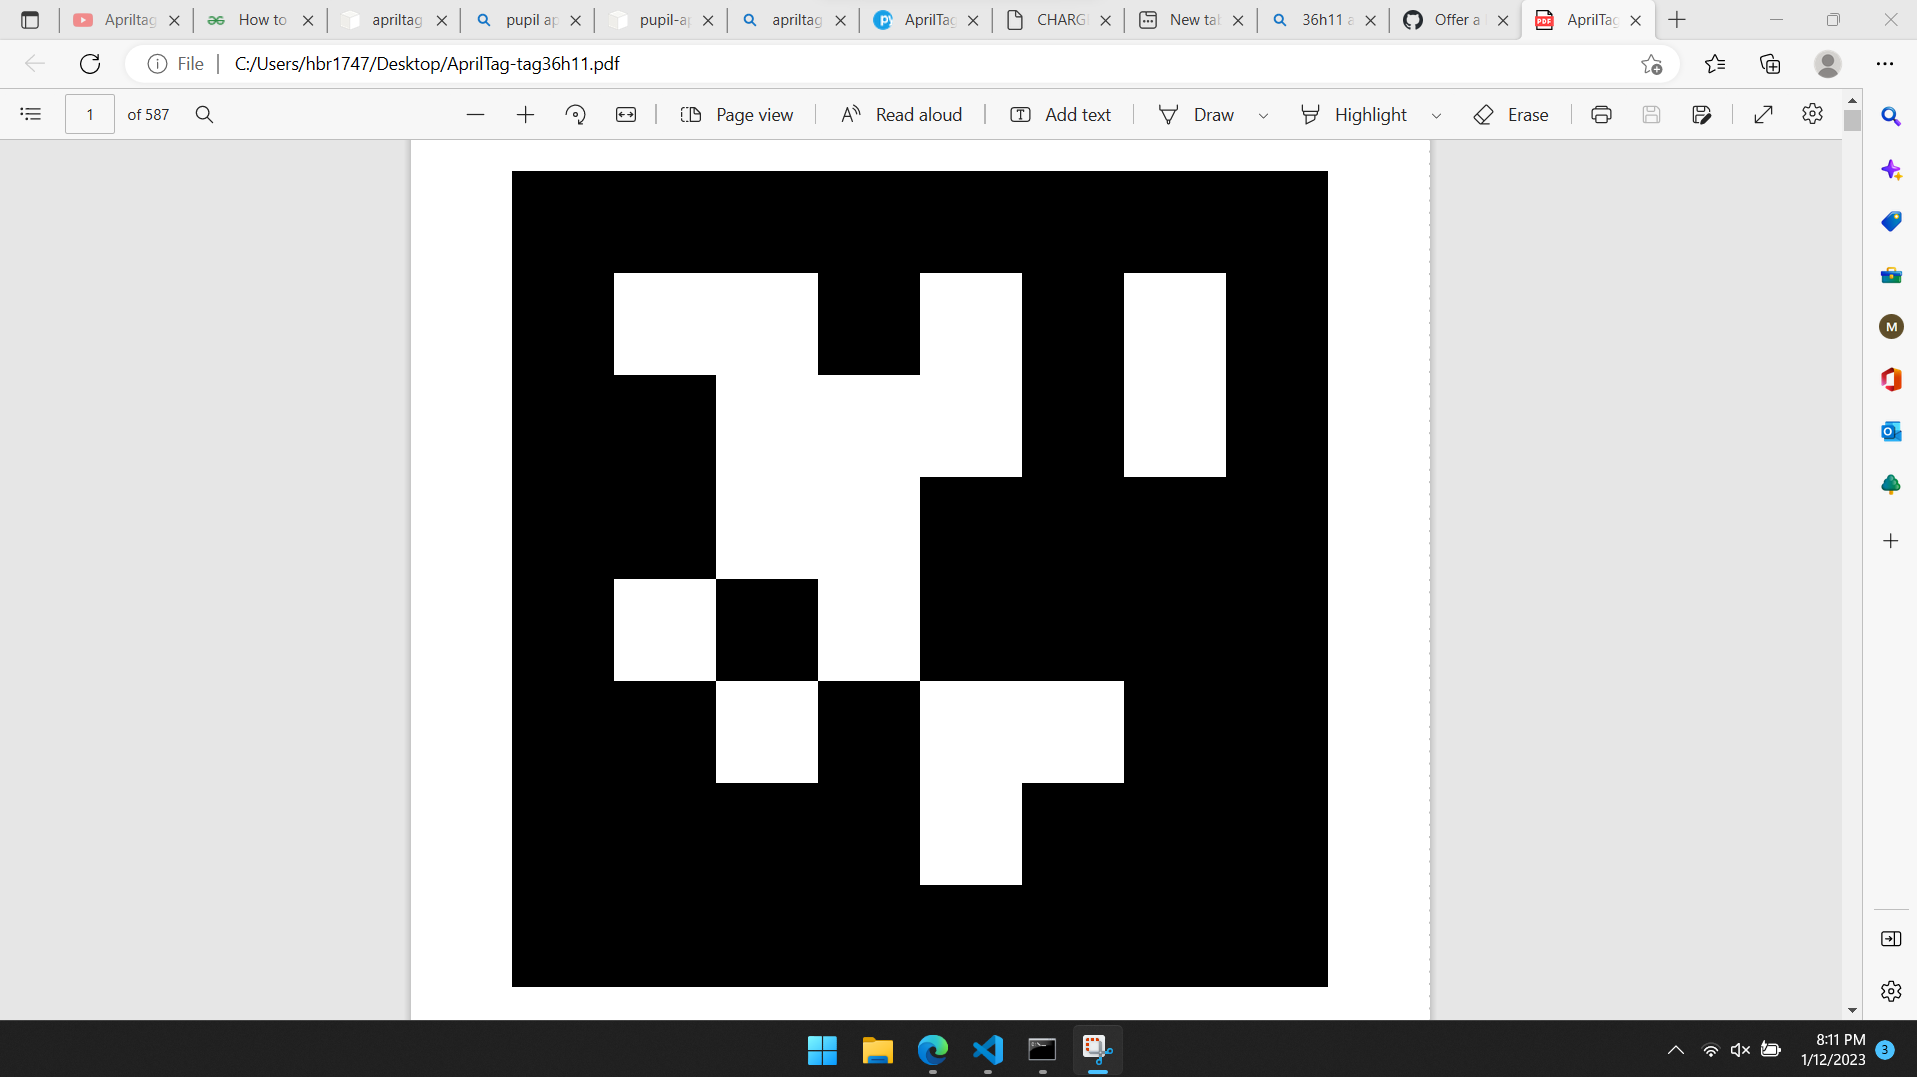 Apriltag How to apriltag pupil ap pupil-ap apriltag AprilTag CHARG New tab 36h11 a Offer a AprilTag
File C:/Users/hbr1747/Desktop/AprilTag-tag36h11.pdf
1 of 587 Page view Read aloud Add text Draw Highlight Erase
M
8:11 PM
1/12/2023 3